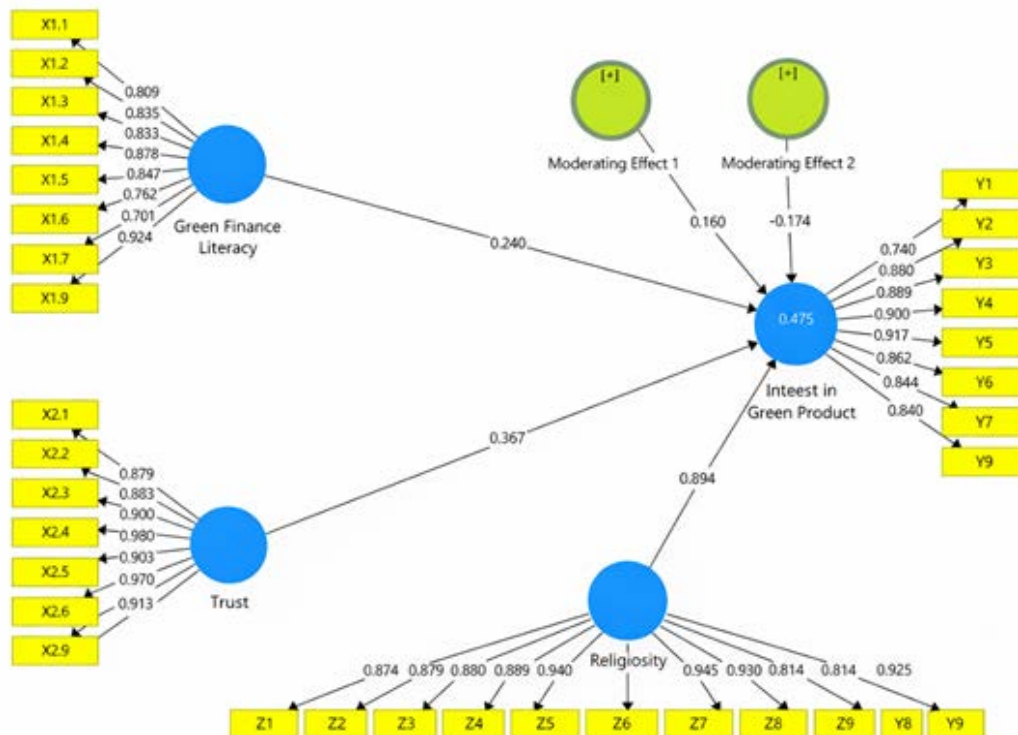 X1.1
X1.2
X1.3
X1.4
X1.5
X1.6
X1.7
X1.9
0.809
0.835
0.833
0.878
0.847
0.762
0.701
0.924
Green Finance
Literacy
0.240
[+]
Moderating Effect 1
0.160
[+]
Moderating Effect 2
-0.174
0.475
Inteest in
Green Product
0.740
0.880
0.889
0.900
0.917
0.862
0.844
0.840
Y1
Y2
Y3
Y4
Y5
Y6
Y7
Y9
X2.1
X2.2
X2.3
X2.4
X2.5
X2.6
X2.9
0.879
0.883
0.900
0.980
0.903
0.970
0.913
Trust
0.367
0.894
Religiosity
0.874 0.879 0.880 0.889 0.940 0.945 0.930 0.814 0.814 0.925
Z1 Z2 Z3 Z4 Z5 Z6 Z7 Z8 Z9 Y8 Y9